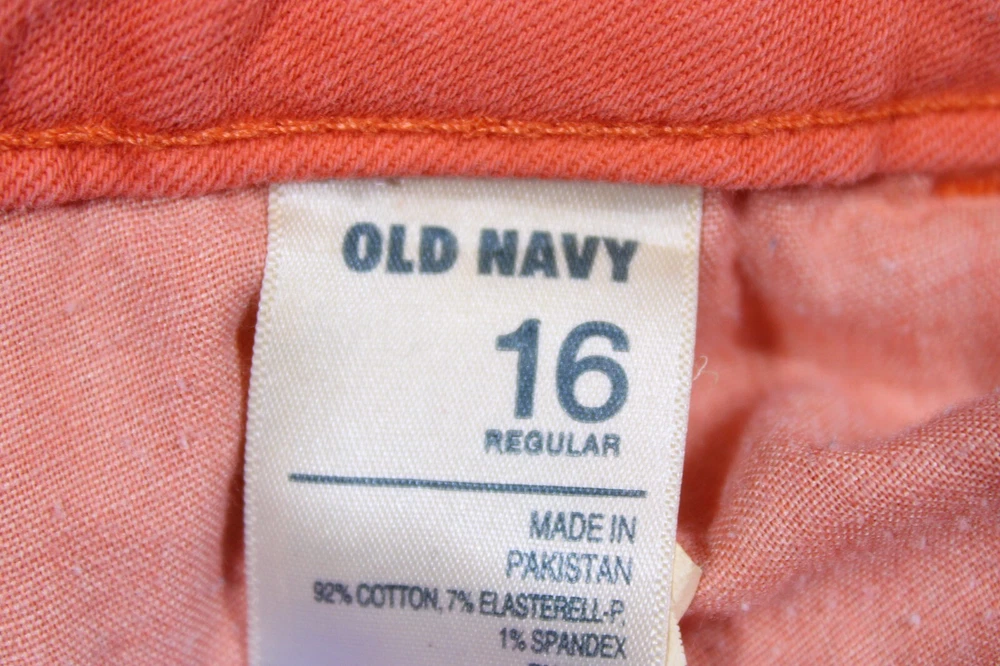 OLD NAVY
16
REGULAR
MADE IN
PAKISTAN
92% COTTON, 7% ELASTERELL-P,
1% SPANDEX